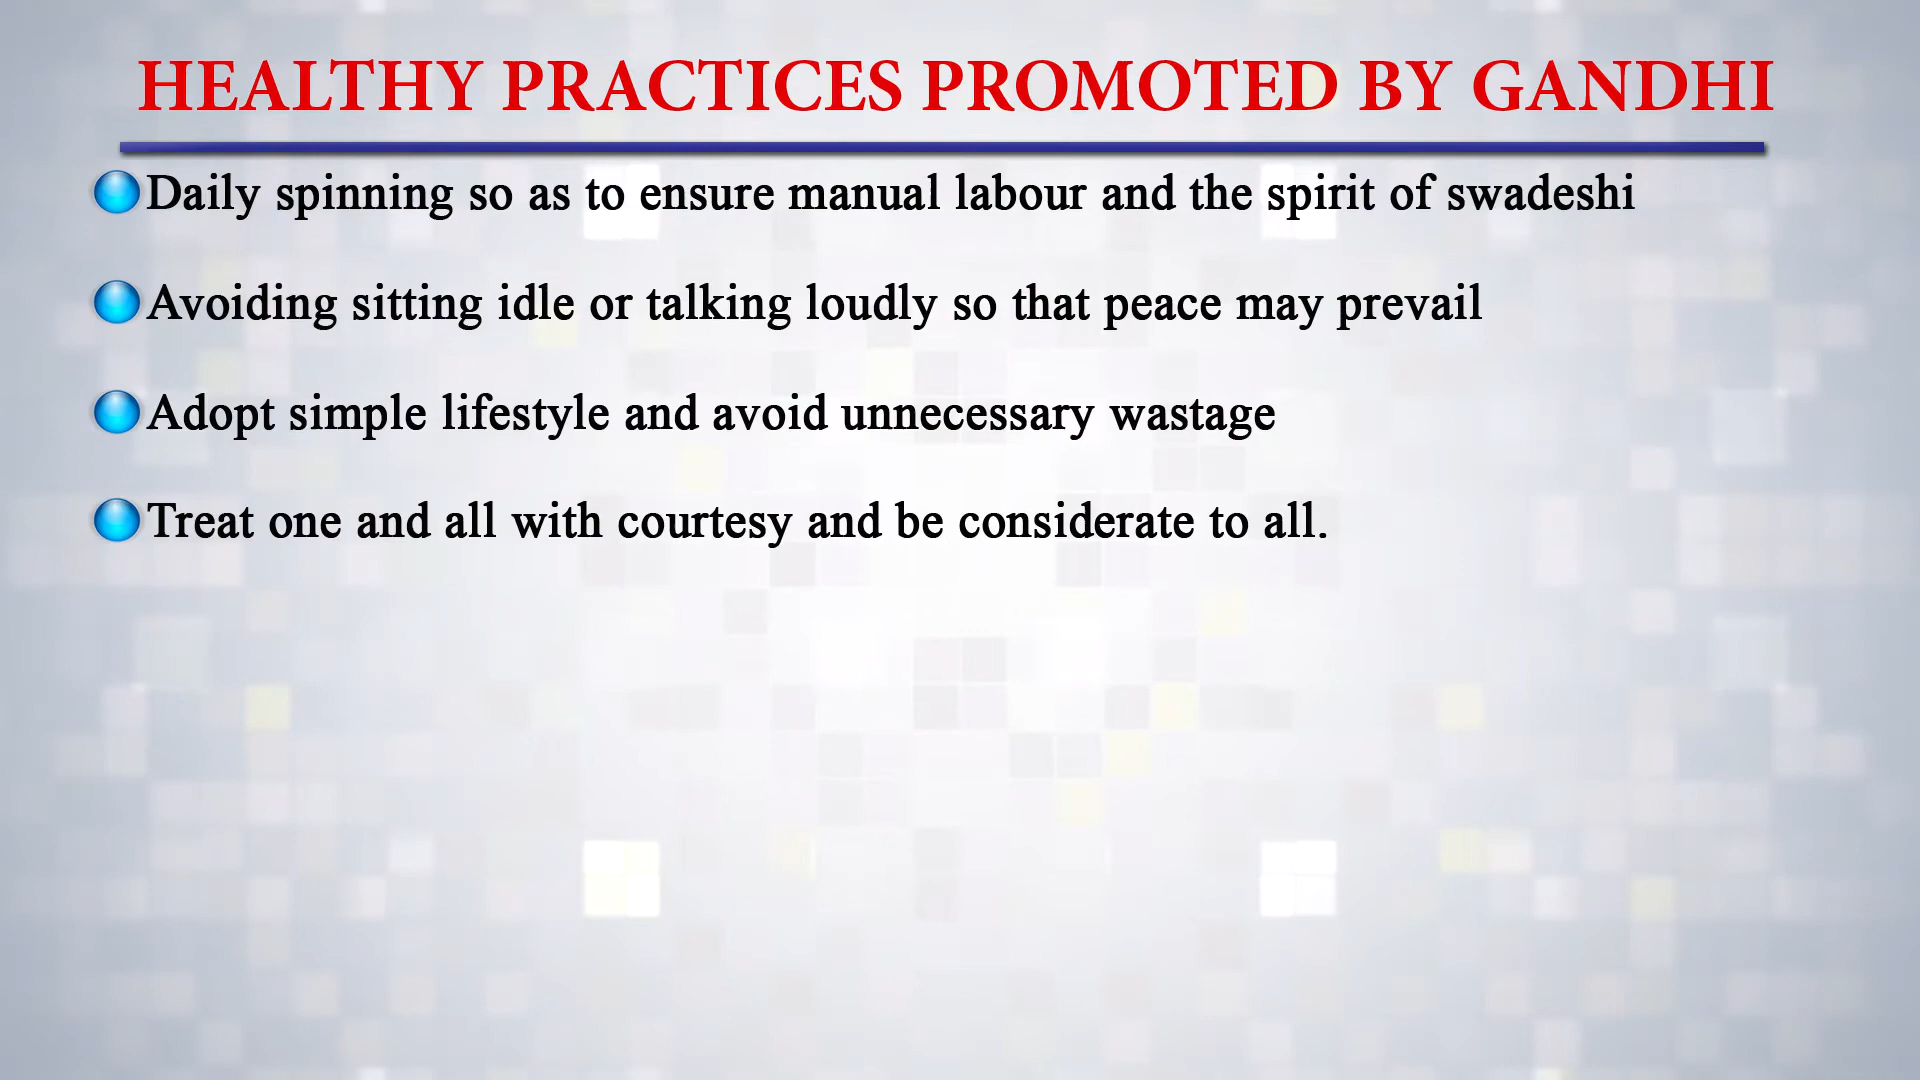 HEALTHY PRACTICES PROMOTED BY GANDHI
Daily spinning so as to ensure manual labour and the spirit of swadeshi
Avoiding sitting idle or talking loudly so that peace may prevail
Adopt simple lifestyle and avoid unnecessary wastage
Treat one and all with courtesy and be considerate to all.